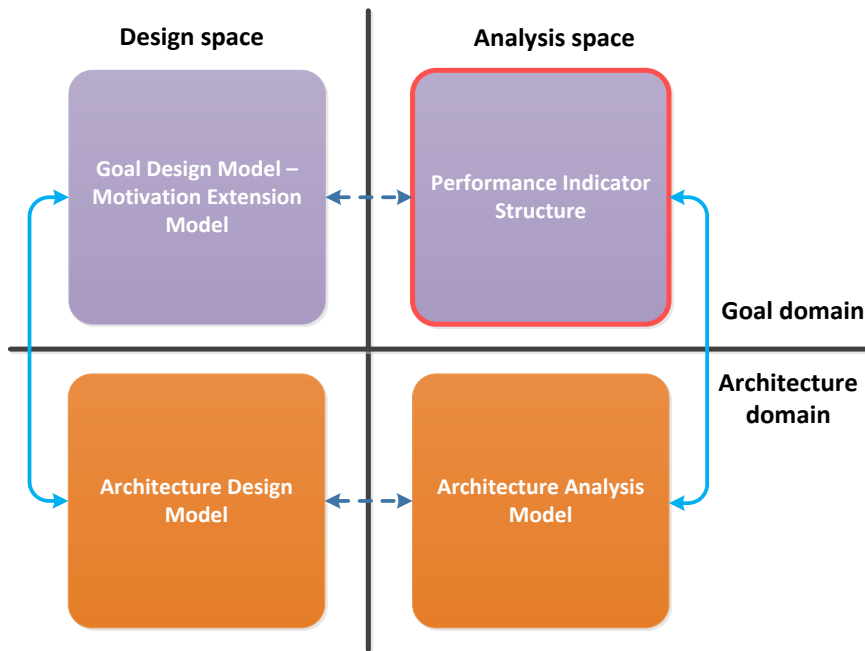 Design space
Analysis space
Goal Design Model –
Motivation Extension
Model
Performance Indicator
Structure
Goal domain
Architecture
domain
Architecture Design
Model
Architecture Analysis
Model